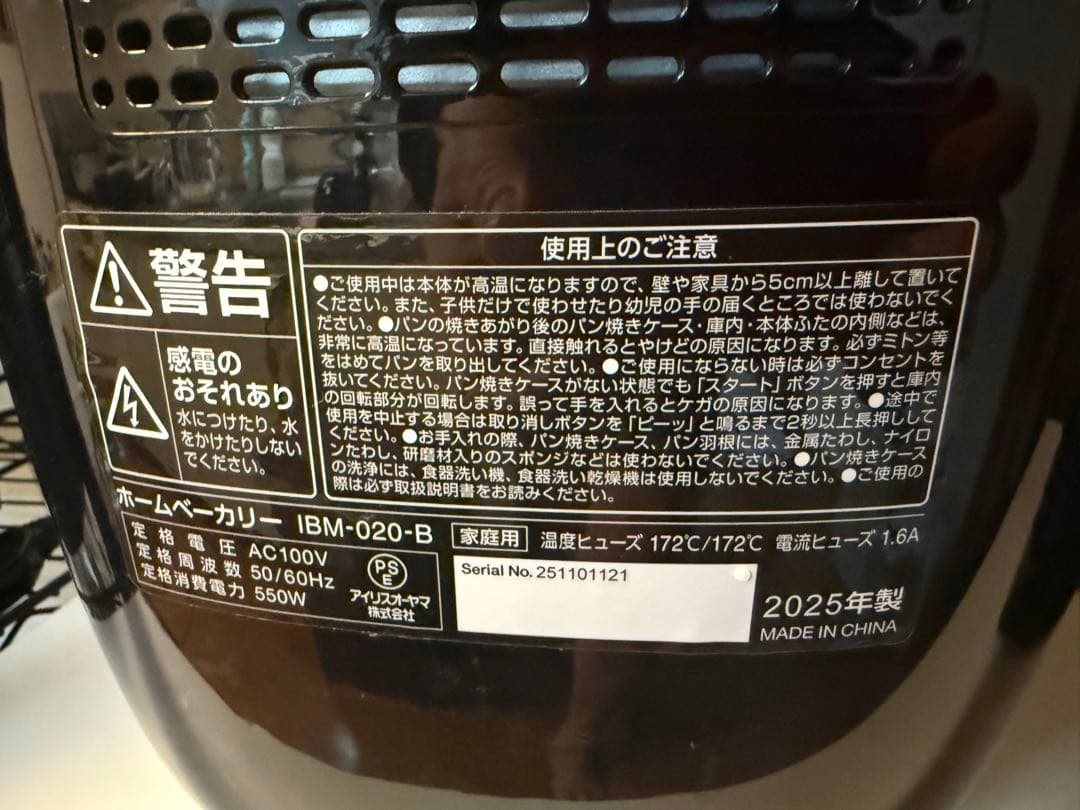 警告
感電の
おそれあり
水につけたり、水
をかけたりしない
でください。
使用上のご注意
●ご使用中は本体が高温になりますので、壁や家具から5cm以上離して置いて
ください。また、子供だけで使わせたり幼児の手の届くところでは使わないでく
ださい。●パンの焼きあがり後のパン焼きケース・庫内・本体ふたの内側などは、
非常に高温になっています。直接触れるとやけどの原因になります。必ずミトン等
をはめてパンを取り出してください。●ご使用にならない時は必ずコンセントを
抜いてください。パン焼きケースがない状態でも「スタート」ボタンを押すと庫内
の回転部分が回転します。誤って手を入れるとケガの原因になります。●途中で
使用を中止する場合は取り消しボタンを「ピーッ」と鳴るまで2秒以上長押しして
ください。●お手入れの際、パン焼きケース、パン羽根には、金属たわし、ナイロ
ンたわし、研磨材入りのスポンジなどは使わないでください。●パン焼きケース
の洗浄には、食器洗い機、食器洗い乾燥機は使用しないでください。●ご使用の
際は必ず取扱説明書をお読みください。
ホームベーカリー IBM-020-B 家庭用 温度ヒューズ 172℃/172℃ 電流ヒューズ 1.6A
定格電圧 AC100V
定格周波数 50/60Hz
定格消費電力 550W
PS
E
アイリスオーヤマ
株式会社
Serial No. 251101121
2025年製
MADE IN CHINA